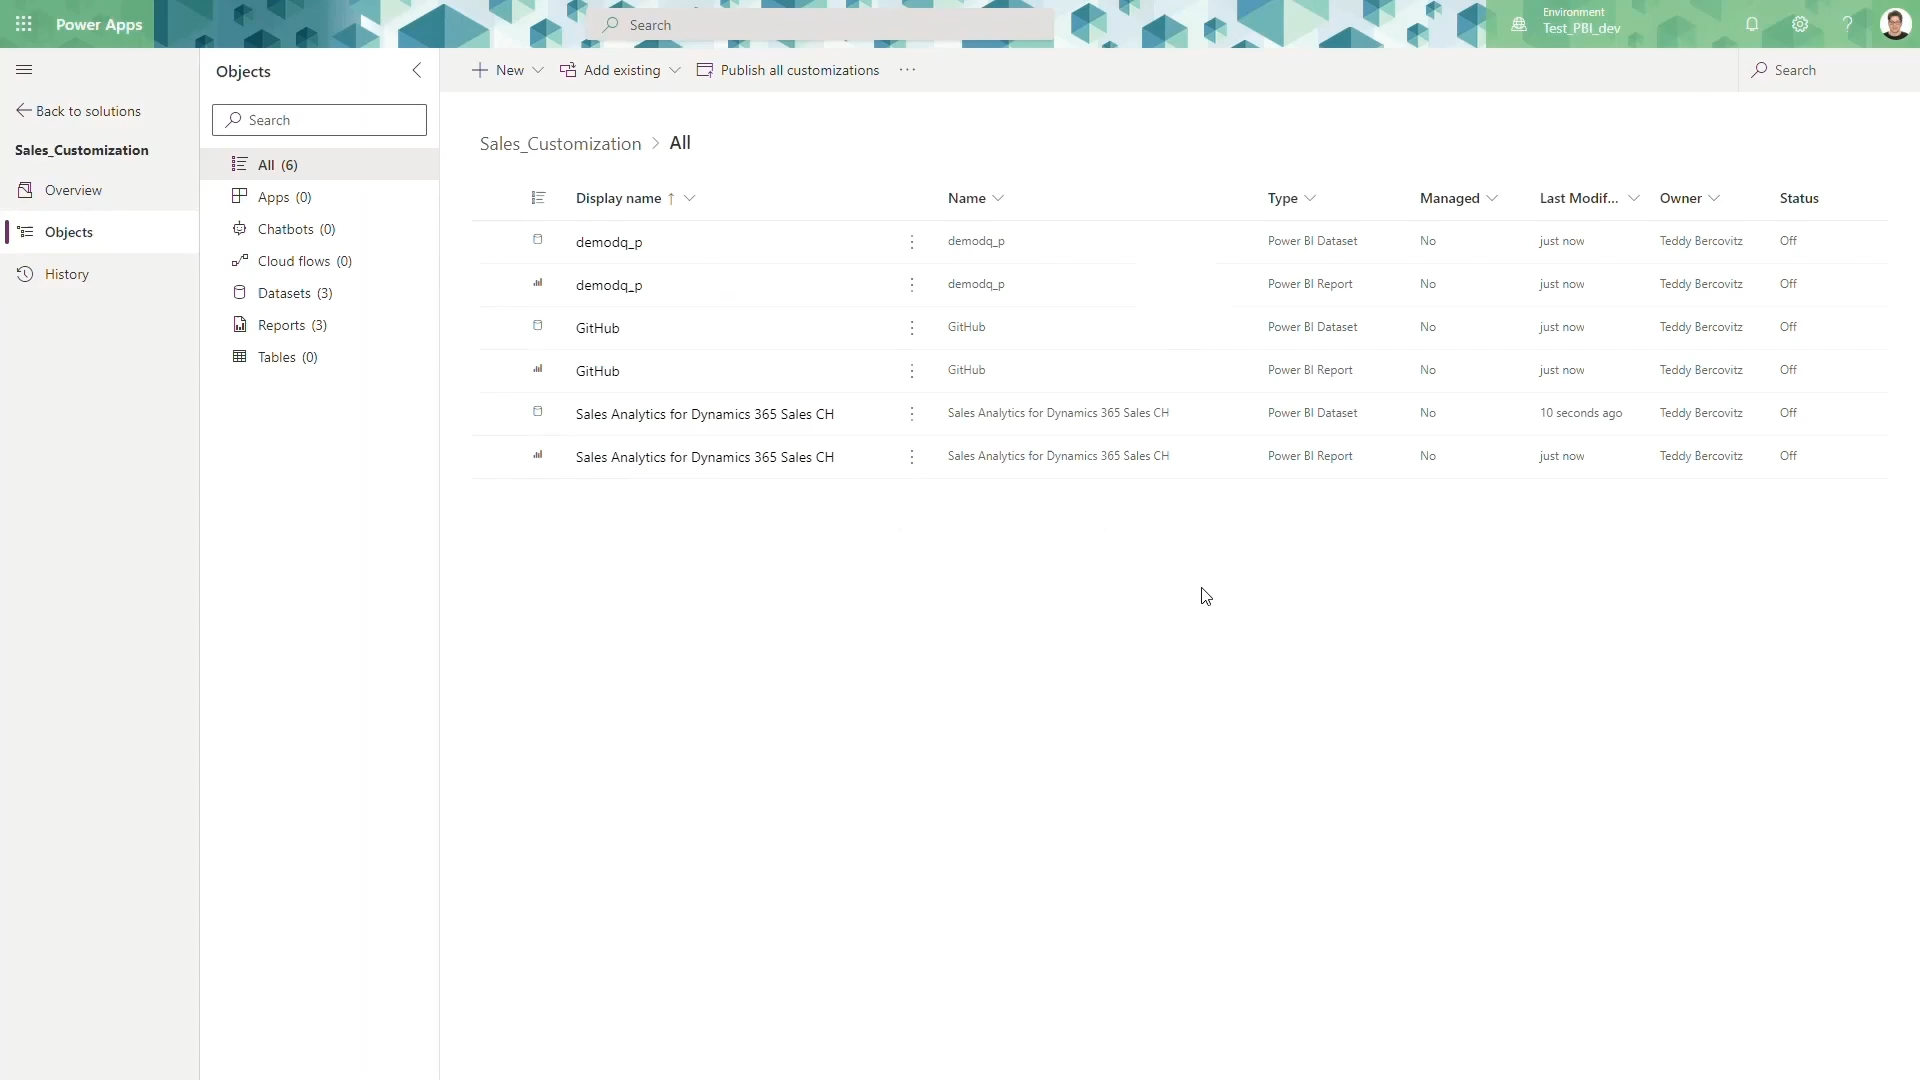 Power Apps
Search
Environment
Test_PBI_dev
Back to solutions
Sales_Customization
Overview
Objects
History
Objects
Search
All (6)
Apps (0)
Chatbots (0)
Cloud flows (0)
Datasets (3)
Reports (3)
Tables (0)
New Add existing Publish all customizations ··· Search
Sales_Customization > All
Display name ↑ Name Type Managed Last Modif... Owner Status
demodq_p demodq_p Power BI Dataset No just now Teddy Bercovitz Off
demodq_p demodq_p Power BI Report No just now Teddy Bercovitz Off
GitHub GitHub Power BI Dataset No just now Teddy Bercovitz Off
GitHub GitHub Power BI Report No just now Teddy Bercovitz Off
Sales Analytics for Dynamics 365 Sales CH Sales Analytics for Dynamics 365 Sales CH Power BI Dataset No 10 seconds ago Teddy Bercovitz Off
Sales Analytics for Dynamics 365 Sales CH Sales Analytics for Dynamics 365 Sales CH Power BI Report No just now Teddy Bercovitz Off